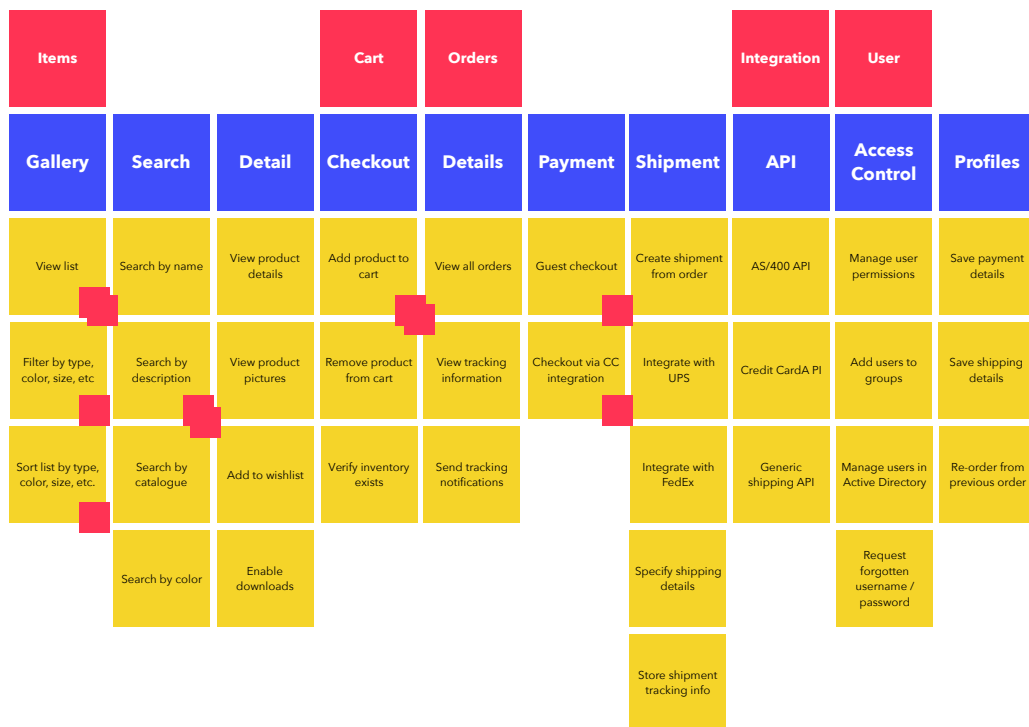 Items
Cart
Orders
Integration
User
Gallery
Search
Detail
Checkout
Details
Payment
Shipment
API
Access
Control
Profiles
View list
Search by name
View product
details
Add product to
cart
View all orders
Guest checkout
Create shipment
from order
AS/400 API
Manage user
permissions
Save payment
details
Filter by type,
color, size, etc
Search by
description
View product
pictures
Remove product
from cart
View tracking
information
Checkout via CC
integration
Integrate with
UPS
Credit CardA PI
Add users to
groups
Save shipping
details
Sort list by type,
color, size, etc.
Search by
catalogue
Add to wishlist
Verify inventory
exists
Send tracking
notifications
Integrate with
FedEx
Generic
shipping API
Manage users in
Active Directory
Re-order from
previous order
Search by color
Enable
downloads
Specify shipping
details
Request
forgotten
username /
password
Store shipment
tracking info